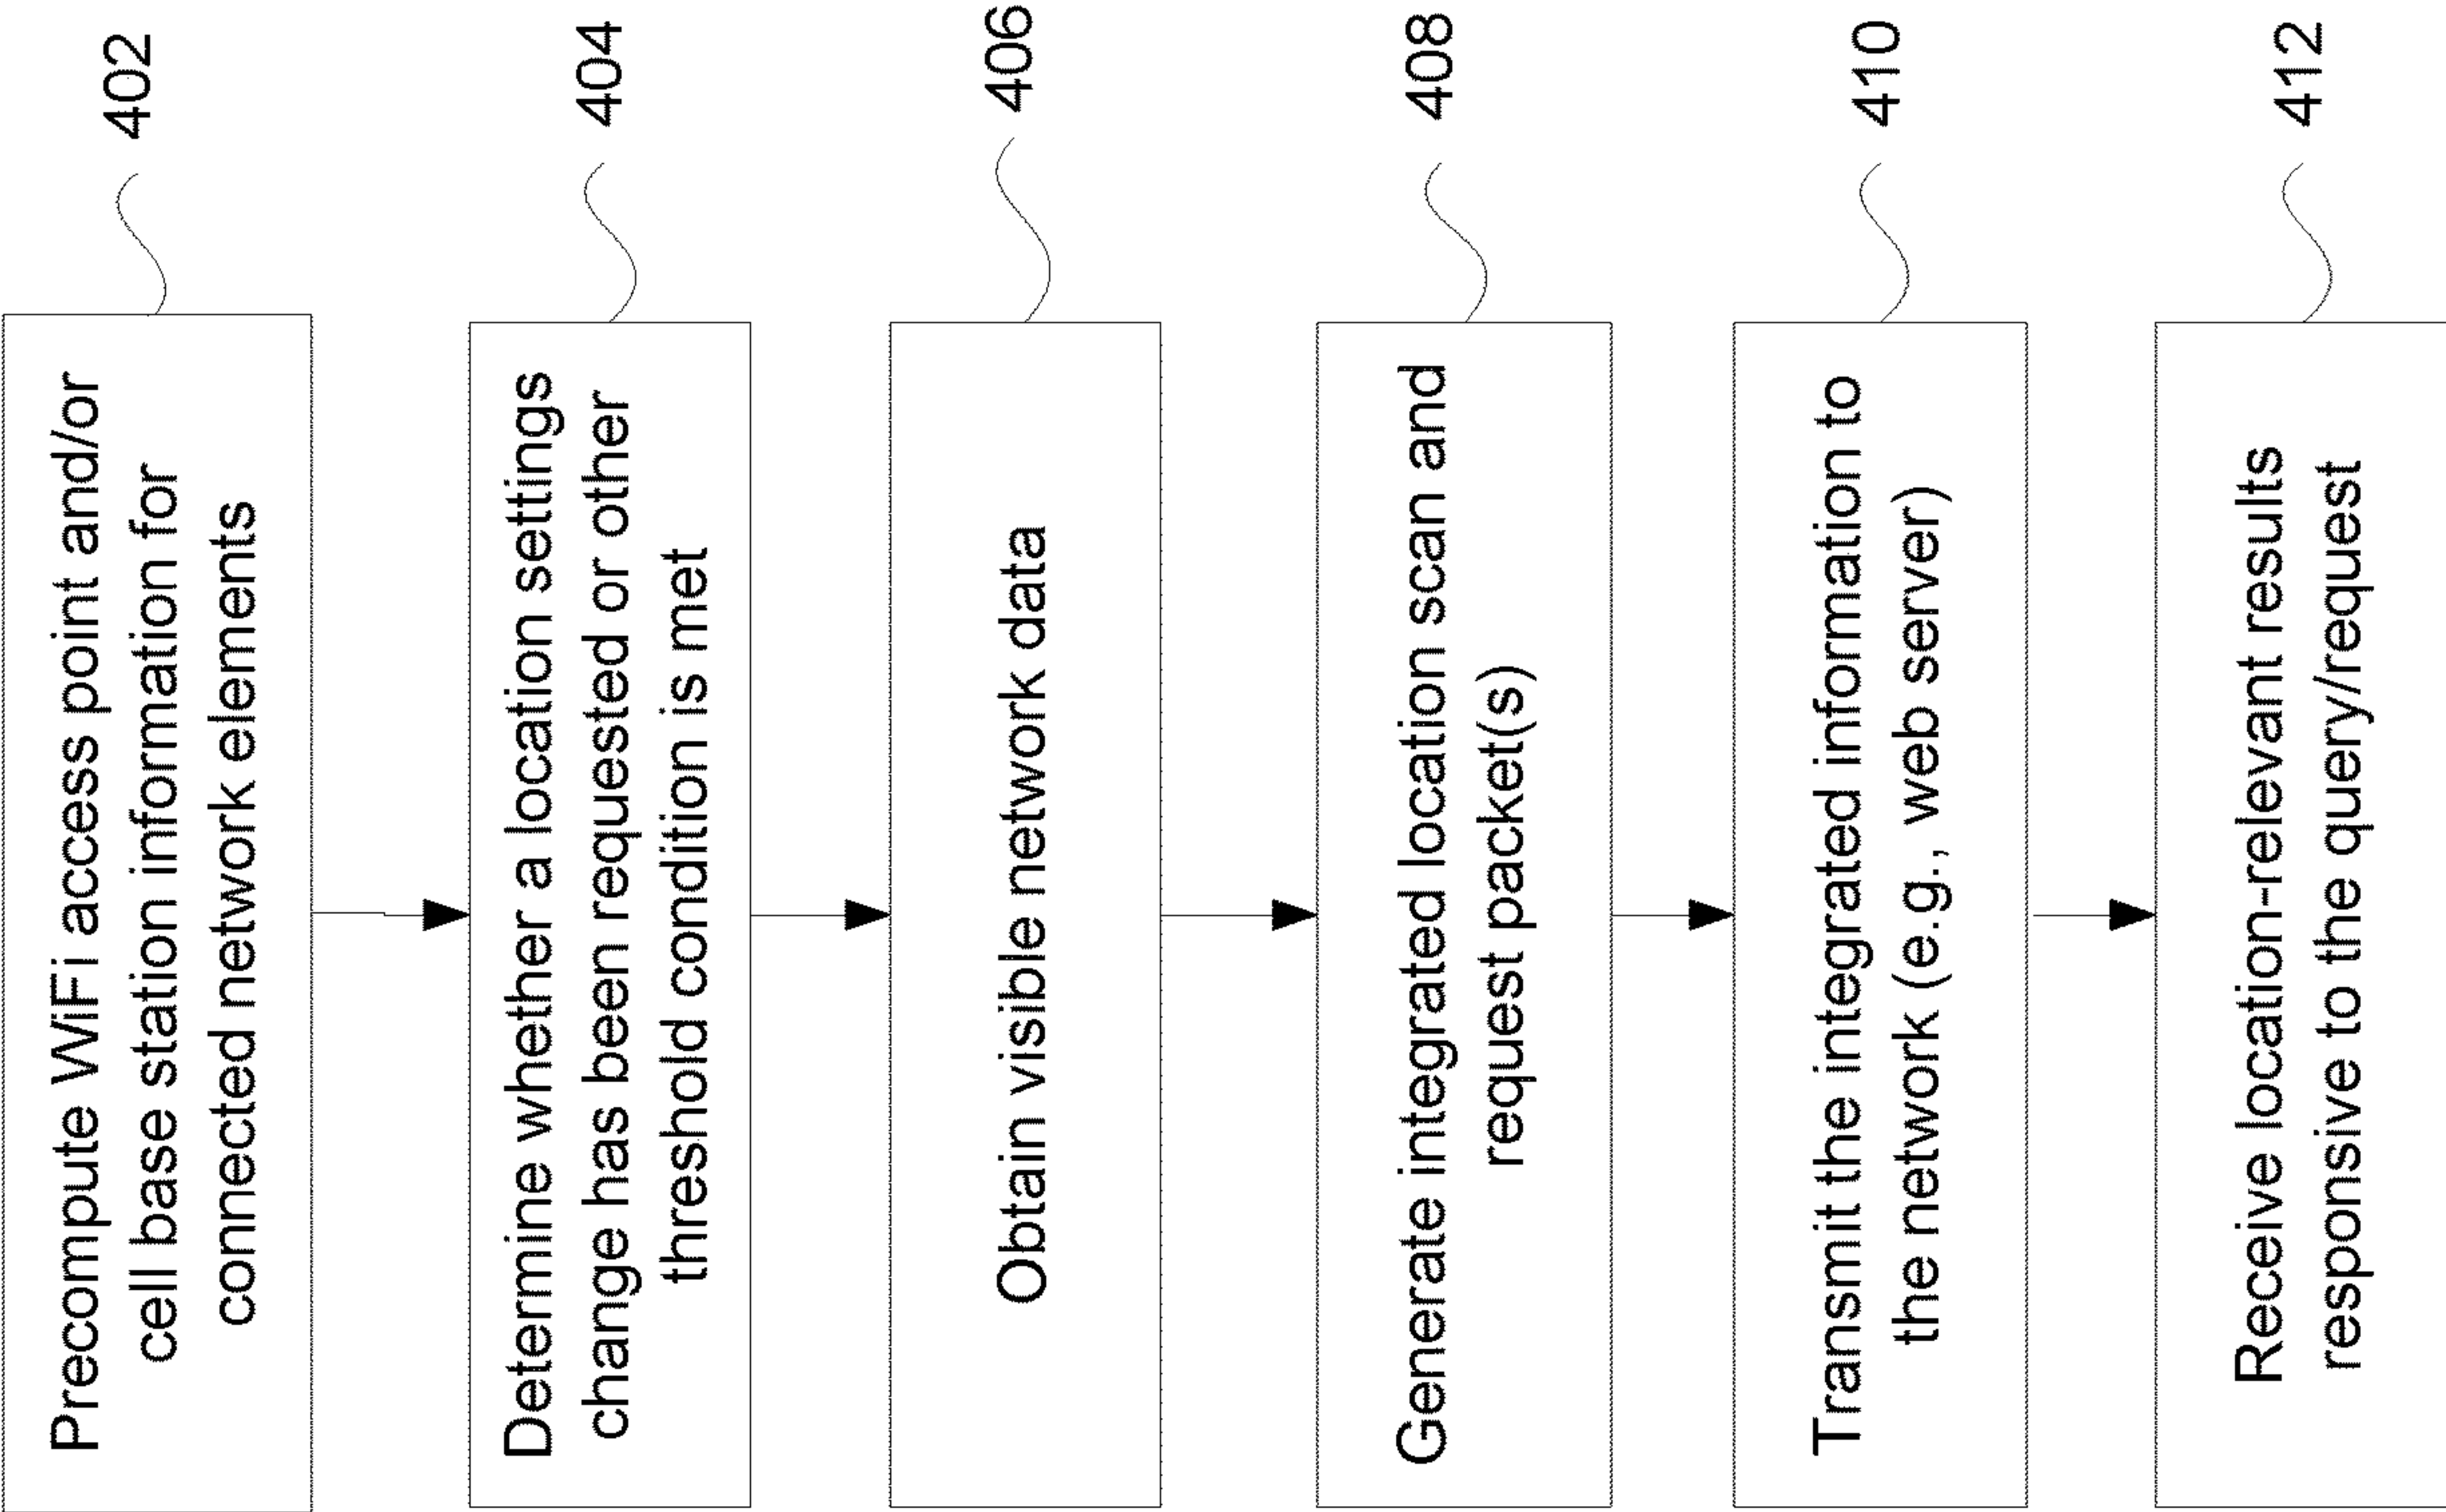 Precompute WiFi access point and/or
cell base station information for
connected network elements
402
Determine whether a location settings
change has been requested or other
threshold condition is met
404
Obtain visible network data
406
Generate integrated location scan and
request packet(s)
408
Transmit the integrated information to
the network (e.g., web server)
410
Receive location-relevant results
responsive to the query/request
412